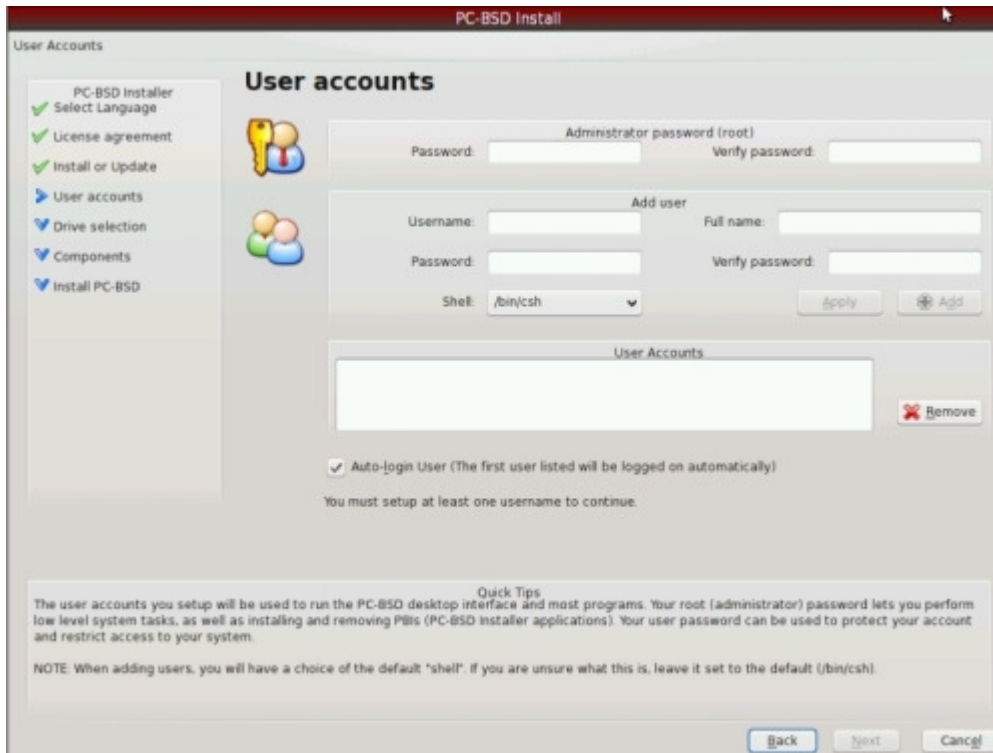 PC-BSD Install
User Accounts
PC-BSD Installer
Select Language
License agreement
Install or Update
User accounts
Drive selection
Components
Install PC-BSD
User accounts
Administrator password (root)
Password:
Verify password:
Add user
Username:
Full name:
Password:
Verify password:
Shell:
/bin/csh
Apply
Add
User Accounts
Remove
Auto-login User (The first user listed will be logged on automatically)
You must setup at least one username to continue.
Quick Tips
The user accounts you setup will be used to run the PC-BSD desktop interface and most programs. Your root (administrator) password lets you perform
low level system tasks, as well as installing and removing PBIs (PC-BSD Installer applications). Your user password can be used to protect your account
and restrict access to your system.
NOTE: When adding users, you will have a choice of the default "shell". If you are unsure what this is, leave it set to the default (/bin/csh).
Back
Next
Cancel